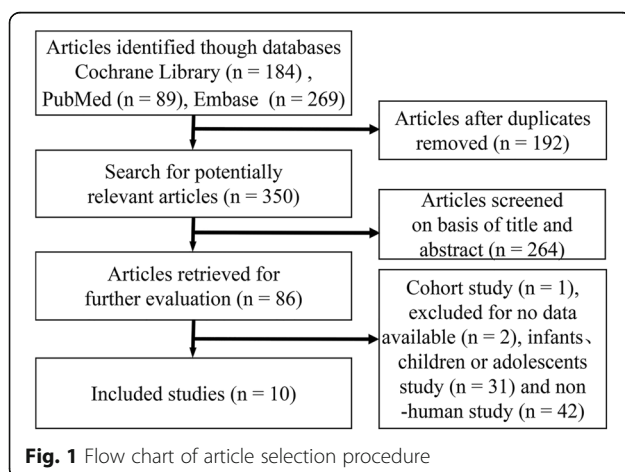 Articles identified though databases
Cochrane Library (n = 184) ,
PubMed (n = 89), Embase (n = 269)
Articles after duplicates
removed (n = 192)
Search for potentially
relevant articles (n = 350)
Articles screened
on basis of title and
abstract (n = 264)
Articles retrieved for
further evaluation (n = 86)
Cohort study (n = 1),
excluded for no data
available (n = 2), infants、
children or adolescents
study (n = 31) and non
-human study (n = 42)
Included studies (n = 10)
Fig. 1 Flow chart of article selection procedure